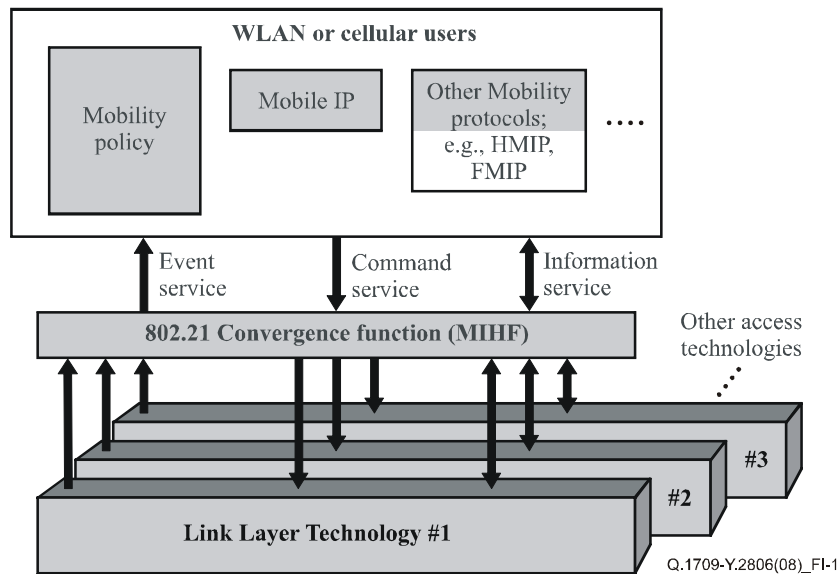 WLAN or cellular users
Mobility
policy
Mobile IP
Other Mobility
protocols;
e.g., HMIP,
FMIP
....
Event
service
Command
service
Information
service
802.21 Convergence function (MIHF)
Other access
technologies
#3
#2
Link Layer Technology #1
Q.1709-Y.2806(08)_FI-1